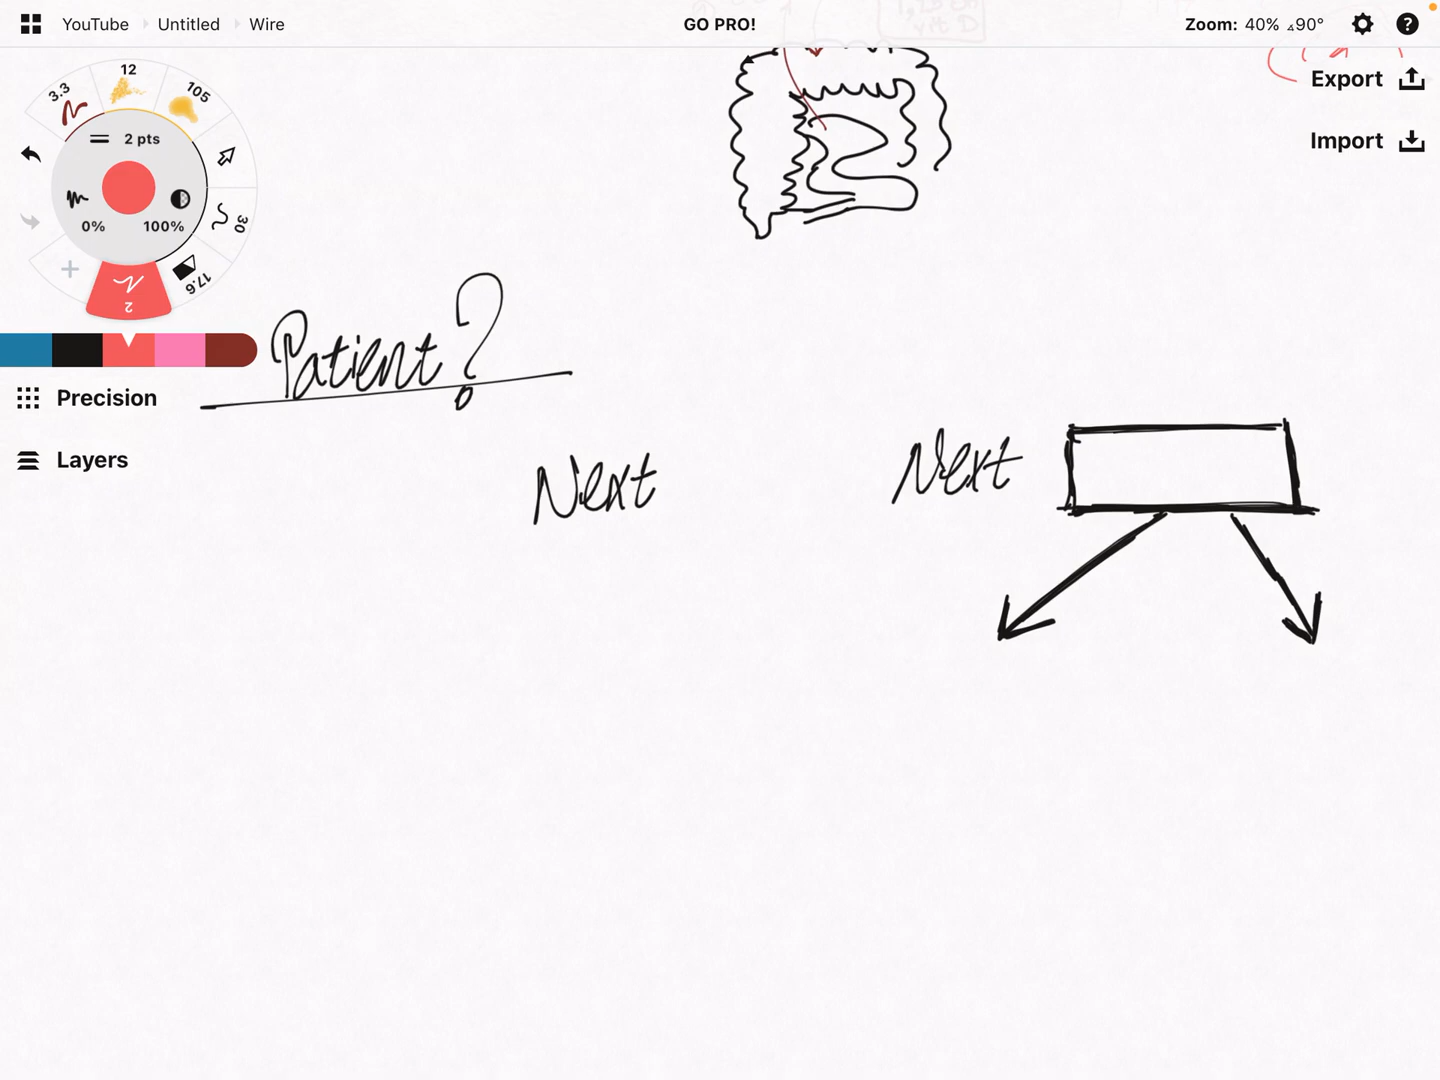 YouTube Untitled Wire GO PRO! Zoom: 40% ⦟90°
Export
Import
12
3.3
105
2 pts
30
0% 100%
17.6
2
Patient?
Precision
Layers
Next
Next